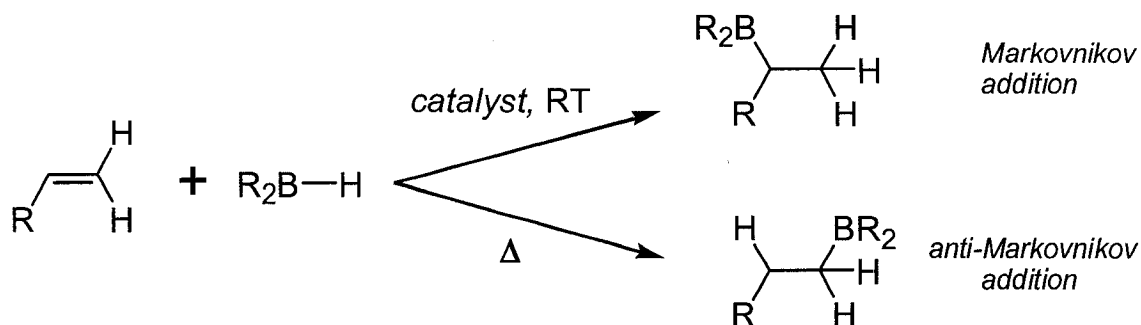 R₂B H
H
R H
Markovnikov
addition
catalyst, RT
H
R H
+
R₂B—H
Δ
H BR₂
H
R H
anti-Markovnikov
addition